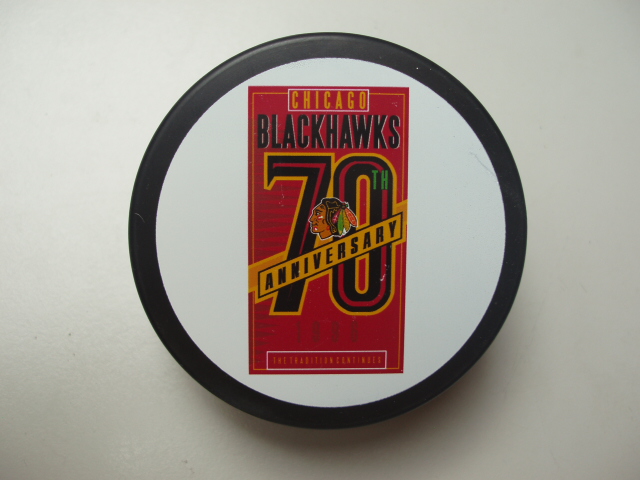 CHICAGO
BLACKHAWKS
70TH
ANNIVERSARY
THE TRADITION CONTINUES